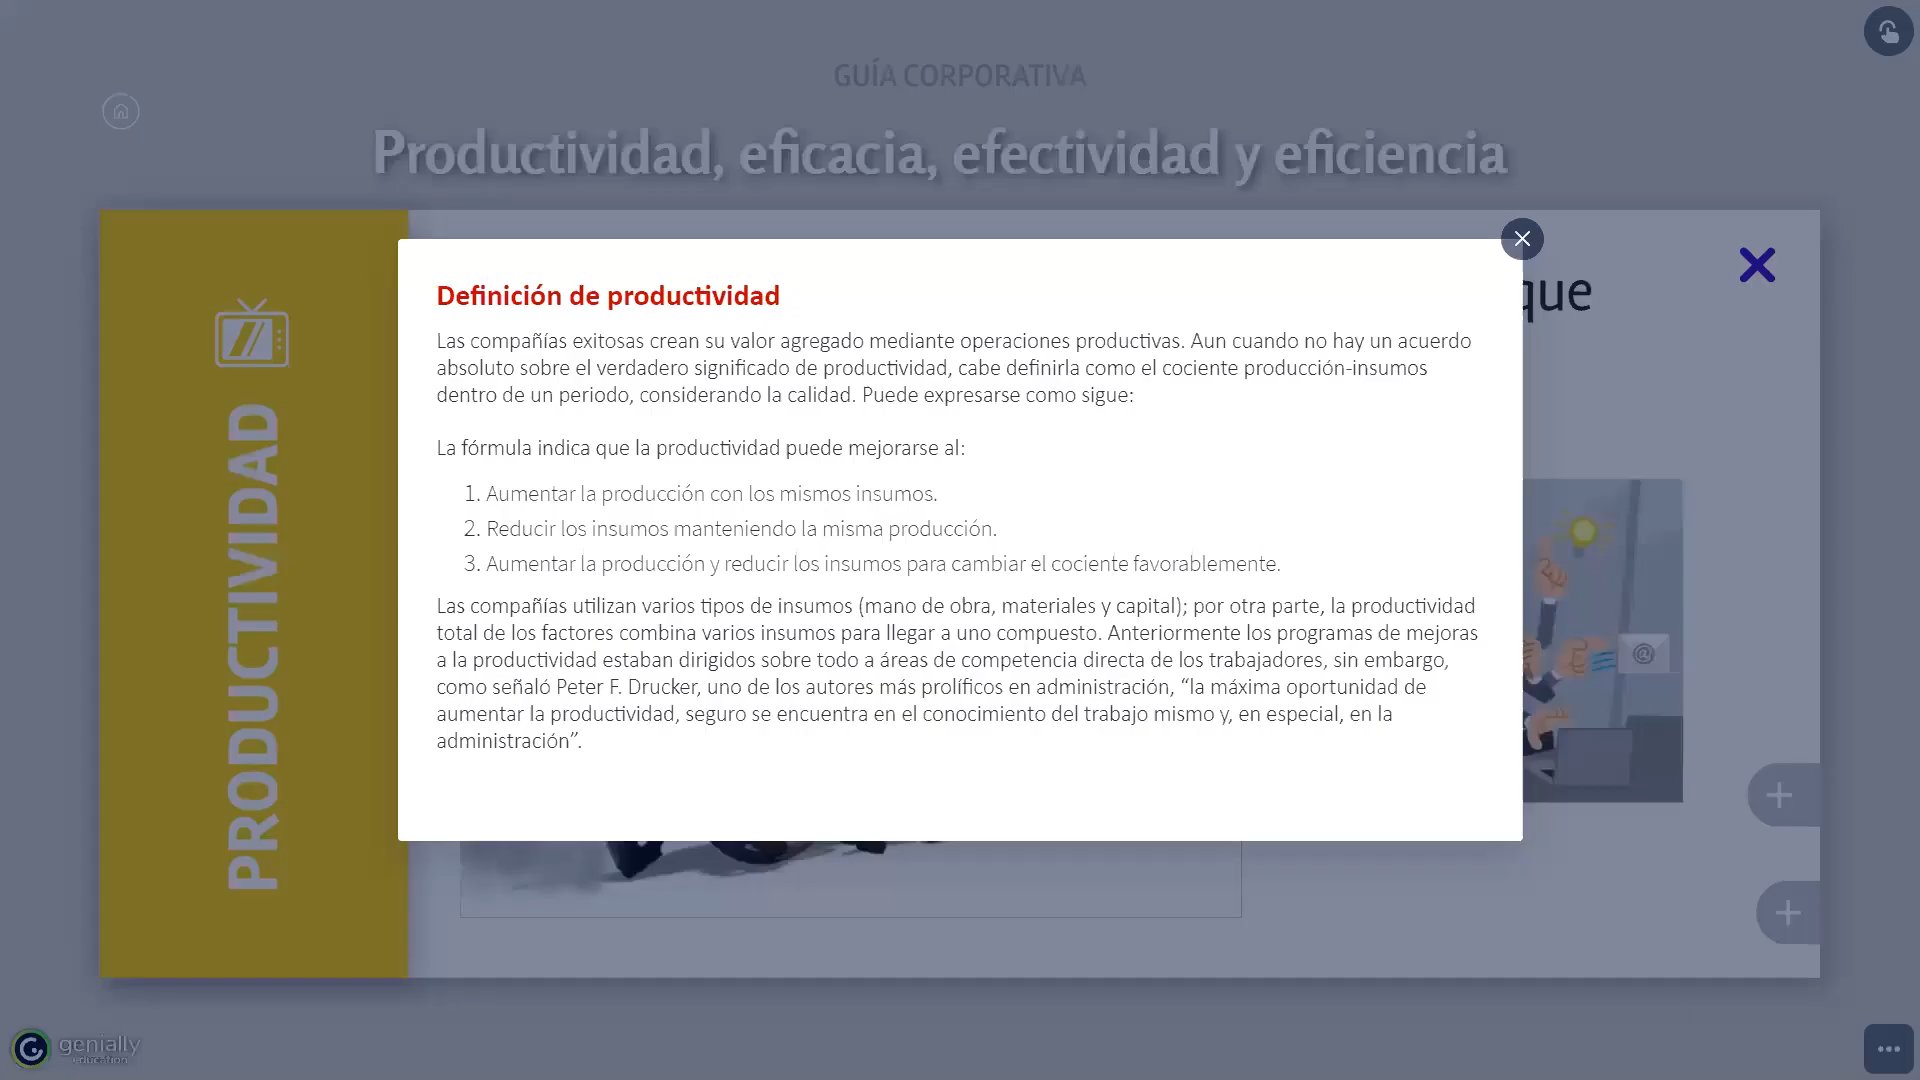 GUÍA CORPORATIVA
Productividad, eficacia, efectividad y eficiencia
que
PRODUCTIVIDAD
Definición de productividad
Las compañías exitosas crean su valor agregado mediante operaciones productivas. Aun cuando no hay un acuerdo
absoluto sobre el verdadero significado de productividad, cabe definirla como el cociente producción-insumos
dentro de un periodo, considerando la calidad. Puede expresarse como sigue:
La fórmula indica que la productividad puede mejorarse al:
1. Aumentar la producción con los mismos insumos.
2. Reducir los insumos manteniendo la misma producción.
3. Aumentar la producción y reducir los insumos para cambiar el cociente favorablemente.
Las compañías utilizan varios tipos de insumos (mano de obra, materiales y capital); por otra parte, la productividad
total de los factores combina varios insumos para llegar a uno compuesto. Anteriormente los programas de mejoras
a la productividad estaban dirigidos sobre todo a áreas de competencia directa de los trabajadores, sin embargo,
como señaló Peter F. Drucker, uno de los autores más prolíficos en administración, “la máxima oportunidad de
aumentar la productividad, seguro se encuentra en el conocimiento del trabajo mismo y, en especial, en la
administración”.
@
genially
education